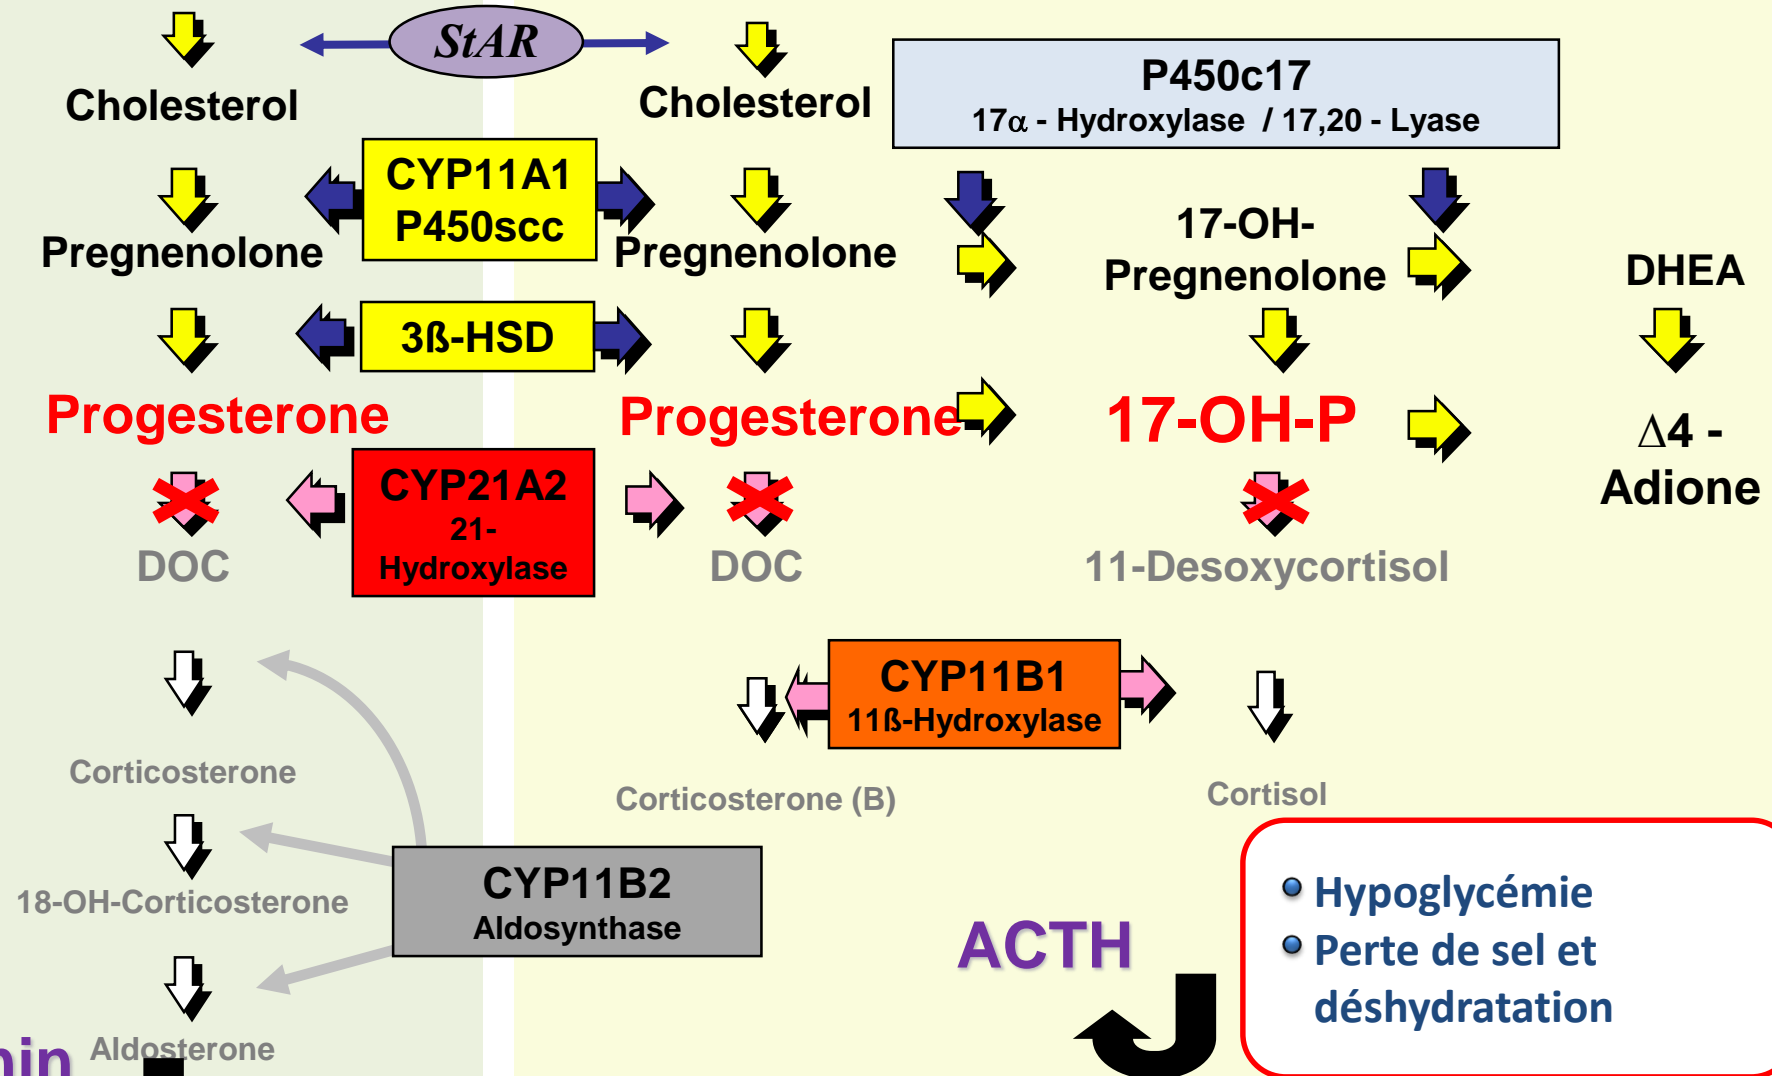 StAR
Cholesterol
Cholesterol
P450c17
17α - Hydroxylase / 17,20 - Lyase
CYP11A1
P450scc
Pregnenolone
Pregnenolone
17-OH-
Pregnenolone
DHEA
3ß-HSD
Progesterone
Progesterone
17-OH-P
Δ4 -
Adione
CYP21A2
21-
Hydroxylase
DOC
DOC
11-Desoxycortisol
CYP11B1
11ß-Hydroxylase
Corticosterone
Corticosterone (B)
Cortisol
18-OH-Corticosterone
CYP11B2
Aldosynthase
ACTH
Hypoglycémie
Perte de sel et
déshydratation
Aldosterone